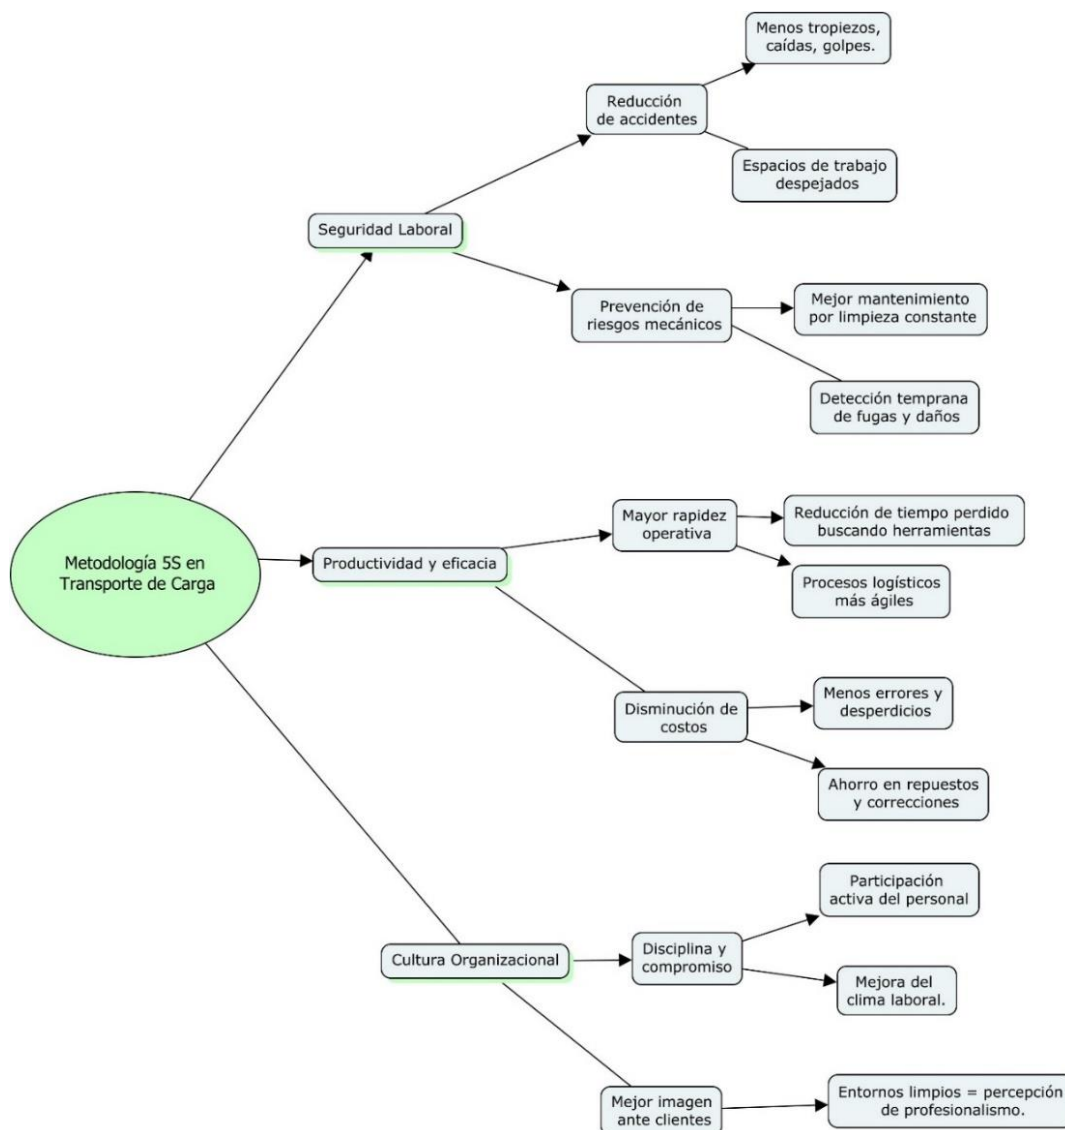 Menos tropiezos,
caídas, golpes.
Reducción
de accidentes
Espacios de trabajo
despejados
Seguridad Laboral
Prevención de
riesgos mecánicos
Mejor mantenimiento
por limpieza constante
Detección temprana
de fugas y daños
Metodología 5S en
Transporte de Carga
Productividad y eficacia
Mayor rapidez
operativa
Reducción de tiempo perdido
buscando herramientas
Procesos logísticos
más ágiles
Disminución de
costos
Menos errores y
desperdicios
Ahorro en repuestos
y correcciones
Cultura Organizacional
Disciplina y
compromiso
Participación
activa del personal
Mejora del
clima laboral.
Mejor imagen
ante clientes
Entornos limpios = percepción
de profesionalismo.